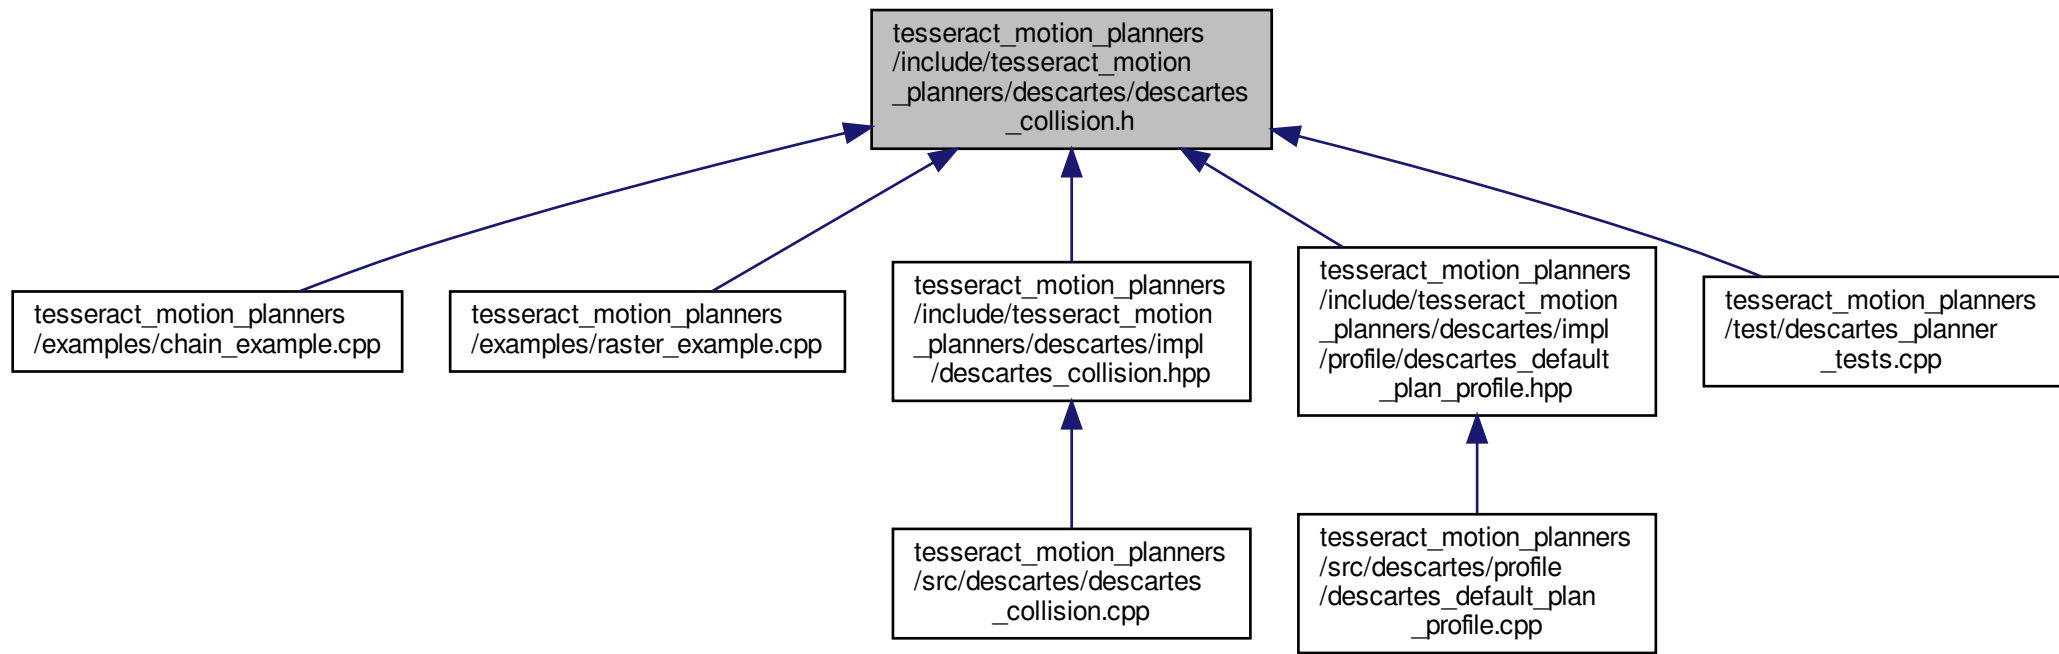 tesseract_motion_planners
/include/tesseract_motion
_planners/descartes/descartes
_collision.h
tesseract_motion_planners
/examples/chain_example.cpp
tesseract_motion_planners
/examples/raster_example.cpp
tesseract_motion_planners
/include/tesseract_motion
_planners/descartes/impl
/descartes_collision.hpp
tesseract_motion_planners
/include/tesseract_motion
_planners/descartes/impl
/profile/descartes_default
_plan_profile.hpp
tesseract_motion_planners
/test/descartes_planner
_tests.cpp
tesseract_motion_planners
/src/descartes/descartes
_collision.cpp
tesseract_motion_planners
/src/descartes/profile
/descartes_default_plan
_profile.cpp